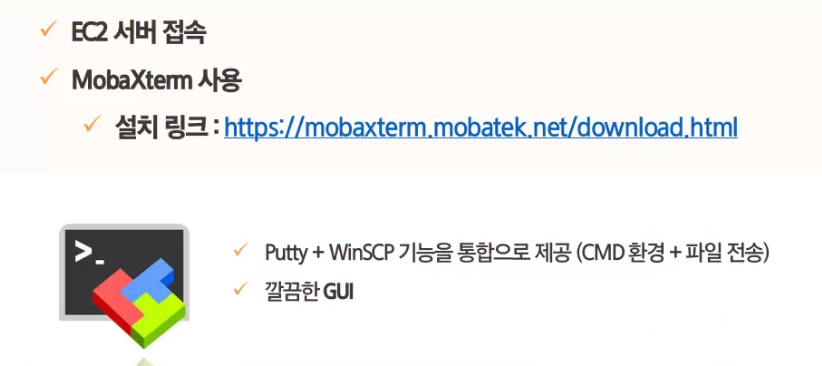 EC2 서버 접속
MobaXterm 사용
설치 링크 : https://mobaxterm.mobatek.net/download.html
>_
Putty + WinSCP 기능을 통합으로 제공 (CMD 환경 + 파일 전송)
깔끔한 GUI